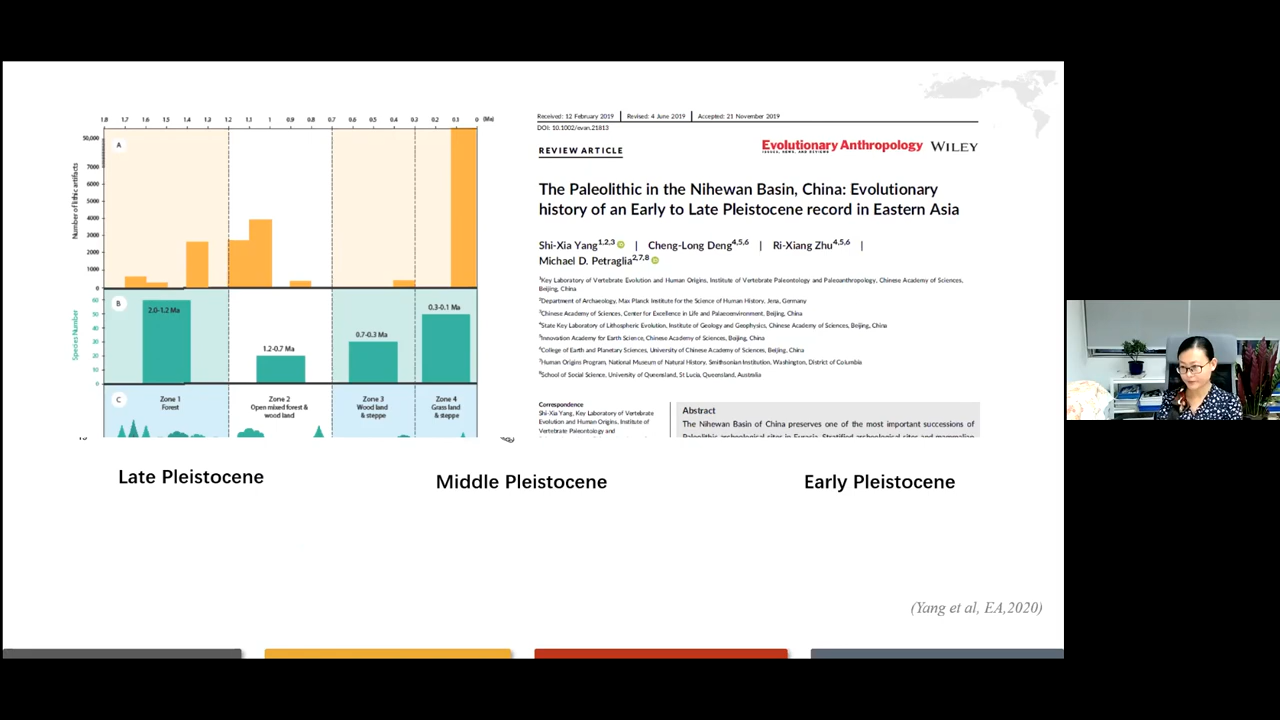 1.8 1.7 1.6 1.5 1.4 1.3 1.2 1.1 1 0.9 0.8 0.7 0.6 0.5 0.4 0.3 0.2 0.1 0 (Ma)
A
Number of lithic artifacts
50,000
7000
6000
5000
4000
3000
2000
1000
0
B
Species Number
60
50
40
30
20
10
0
2.0-1.2 Ma
1.2-0.7 Ma
0.7-0.3 Ma
0.3-0.1 Ma
C
Zone 1
Forest
Zone 2
Open mixed forest &
wood land
Zone 3
Wood land
& steppe
Zone 4
Grass land
& steppe
Received: 12 February 2019 | Revised: 4 June 2019 | Accepted: 21 November 2019
DOI: 10.1002/evan.21813
REVIEW ARTICLE
Evolutionary Anthropology WILEY
ISSUES, NEWS, AND REVIEWS
The Paleolithic in the Nihewan Basin, China: Evolutionary
history of an Early to Late Pleistocene record in Eastern Asia
Shi-Xia Yang1,2,3 | Cheng-Long Deng4,5,6 | Ri-Xiang Zhu4,5,6 |
Michael D. Petraglia2,7,8
1Key Laboratory of Vertebrate Evolution and Human Origins, Institute of Vertebrate Paleontology and Paleoanthropology, Chinese Academy of Sciences,
Beijing, China
2Department of Archaeology, Max Planck Institute for the Science of Human History, Jena, Germany
3Chinese Academy of Sciences, Center for Excellence in Life and Palaeoenvironment, Beijing, China
4State Key Laboratory of Lithospheric Evolution, Institute of Geology and Geophysics, Chinese Academy of Sciences, Beijing, China
5Innovation Academy for Earth Science, Chinese Academy of Sciences, Beijing, China
6College of Earth and Planetary Sciences, University of Chinese Academy of Sciences, Beijing, China
7Human Origins Program, National Museum of Natural History, Smithsonian Institution, Washington, District of Columbia
8School of Social Science, University of Queensland, St Lucia, Queensland, Australia
Correspondence
Shi-Xia Yang, Key Laboratory of Vertebrate
Evolution and Human Origins, Institute of
Vertebrate Paleontology and
Abstract
The Nihewan Basin of China preserves one of the most important successions of
Paleolithic archeological sites in Eurasia. Stratified archeological sites and mammalian
Late Pleistocene
Middle Pleistocene
Early Pleistocene
(Yang et al, EA,2020)